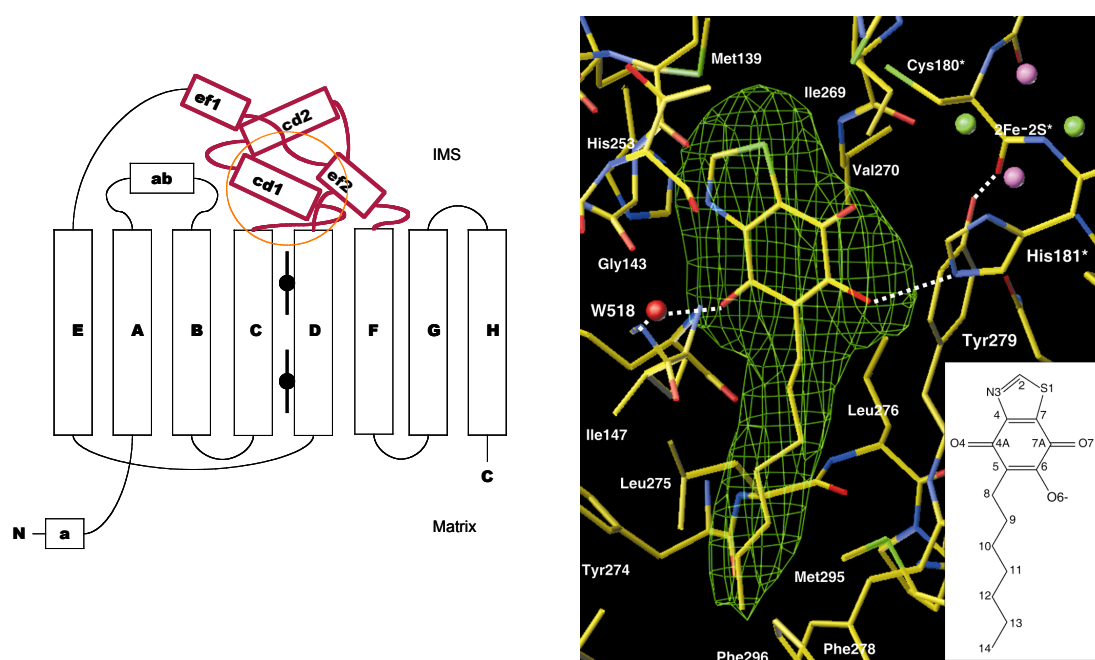 ef1
cd2
IMS
ab
cd1
ef2
E
A
B
C
D
F
G
H
C
Matrix
N
a
Met139
Cys180*
Ile269
2Fe-2S*
His253
Val270
Gly143
His181*
W518
Tyr279
Leu276
Ile147
Leu275
Tyr274
Met295
Phe278
Phe296
2
N3
S1
4
7
O4
4A
7A
O7
5
6
8
O6-
9
10
11
12
13
14